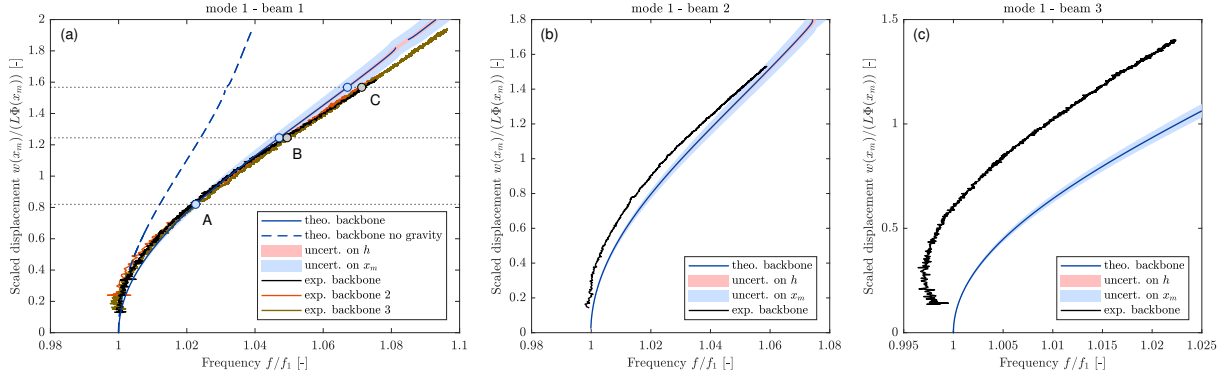 mode 1 - beam 1
(a)
Scaled displacement w(x_m)/(LΦ(x_m)) [-]
2
1.8
1.6
1.4
1.2
1
0.8
0.6
0.4
0.2
0
A
B
C
theo. backbone
theo. backbone no gravity
uncert. on h
uncert. on x_m
exp. backbone
exp. backbone 2
exp. backbone 3
0.98 1 1.02 1.04 1.06 1.08 1.1
Frequency f/f_1 [-]
mode 1 - beam 2
(b)
Scaled displacement w(x_m)/(LΦ(x_m)) [-]
1.8
1.6
1.4
1.2
1
0.8
0.6
0.4
0.2
0
theo. backbone
uncert. on h
uncert. on x_m
exp. backbone
0.98 1 1.02 1.04 1.06 1.08
Frequency f/f_1 [-]
mode 1 - beam 3
(c)
Scaled displacement w(x_m)/(LΦ(x_m)) [-]
1.5
1
0.5
0
theo. backbone
uncert. on h
uncert. on x_m
exp. backbone
0.995 1 1.005 1.01 1.015 1.02 1.025
Frequency f/f_1 [-]